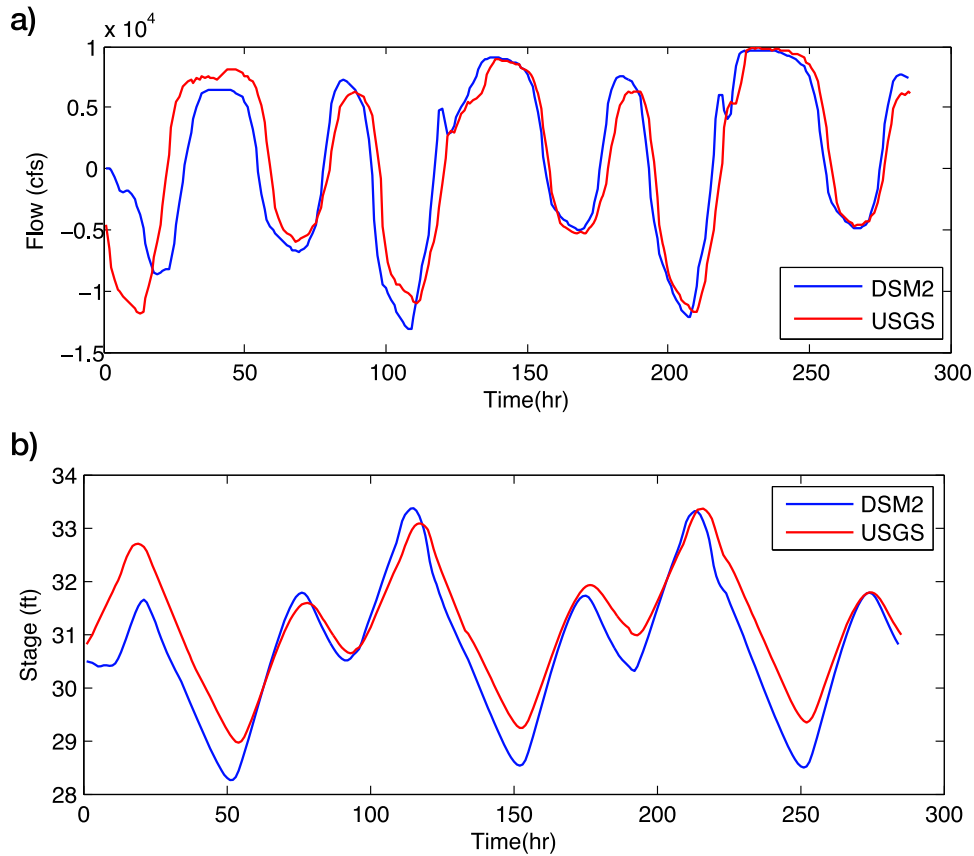 a)
x 10⁴
1
0.5
0
−0.5
−1
−1.5
Flow (cfs)
0 50 100 150 200 250 300
Time(hr)
DSM2
USGS
b)
34
33
32
31
30
29
28
Stage (ft)
0 50 100 150 200 250 300
Time(hr)
DSM2
USGS